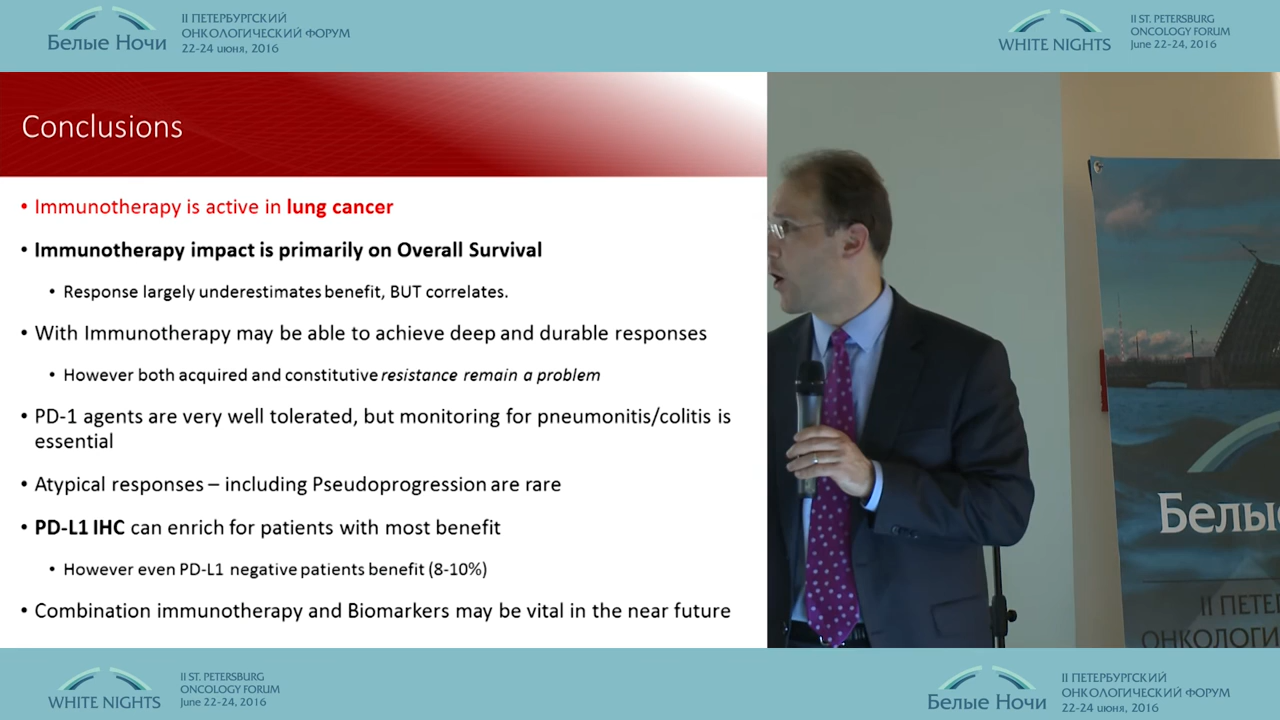 Белые Ночи
II ПЕТЕРБУРГСКИЙ
ОНКОЛОГИЧЕСКИЙ ФОРУМ
22-24 июня, 2016
WHITE NIGHTS
II ST. PETERSBURG
ONCOLOGY FORUM
June 22-24, 2016
Conclusions
• Immunotherapy is active in lung cancer
• Immunotherapy impact is primarily on Overall Survival
• Response largely underestimates benefit, BUT correlates.
• With Immunotherapy may be able to achieve deep and durable responses
• However both acquired and constitutive resistance remain a problem
• PD-1 agents are very well tolerated, but monitoring for pneumonitis/colitis is
essential
• Atypical responses – including Pseudoprogression are rare
• PD-L1 IHC can enrich for patients with most benefit
• However even PD-L1 negative patients benefit (8-10%)
• Combination immunotherapy and Biomarkers may be vital in the near future
Белы
II ПЕТЕ
ОНКОЛОГИ
WHITE NIGHTS
II ST. PETERSBURG
ONCOLOGY FORUM
June 22-24, 2016
Белые Ночи
II ПЕТЕРБУРГСКИЙ
ОНКОЛОГИЧЕСКИЙ ФОРУМ
22-24 июня, 2016